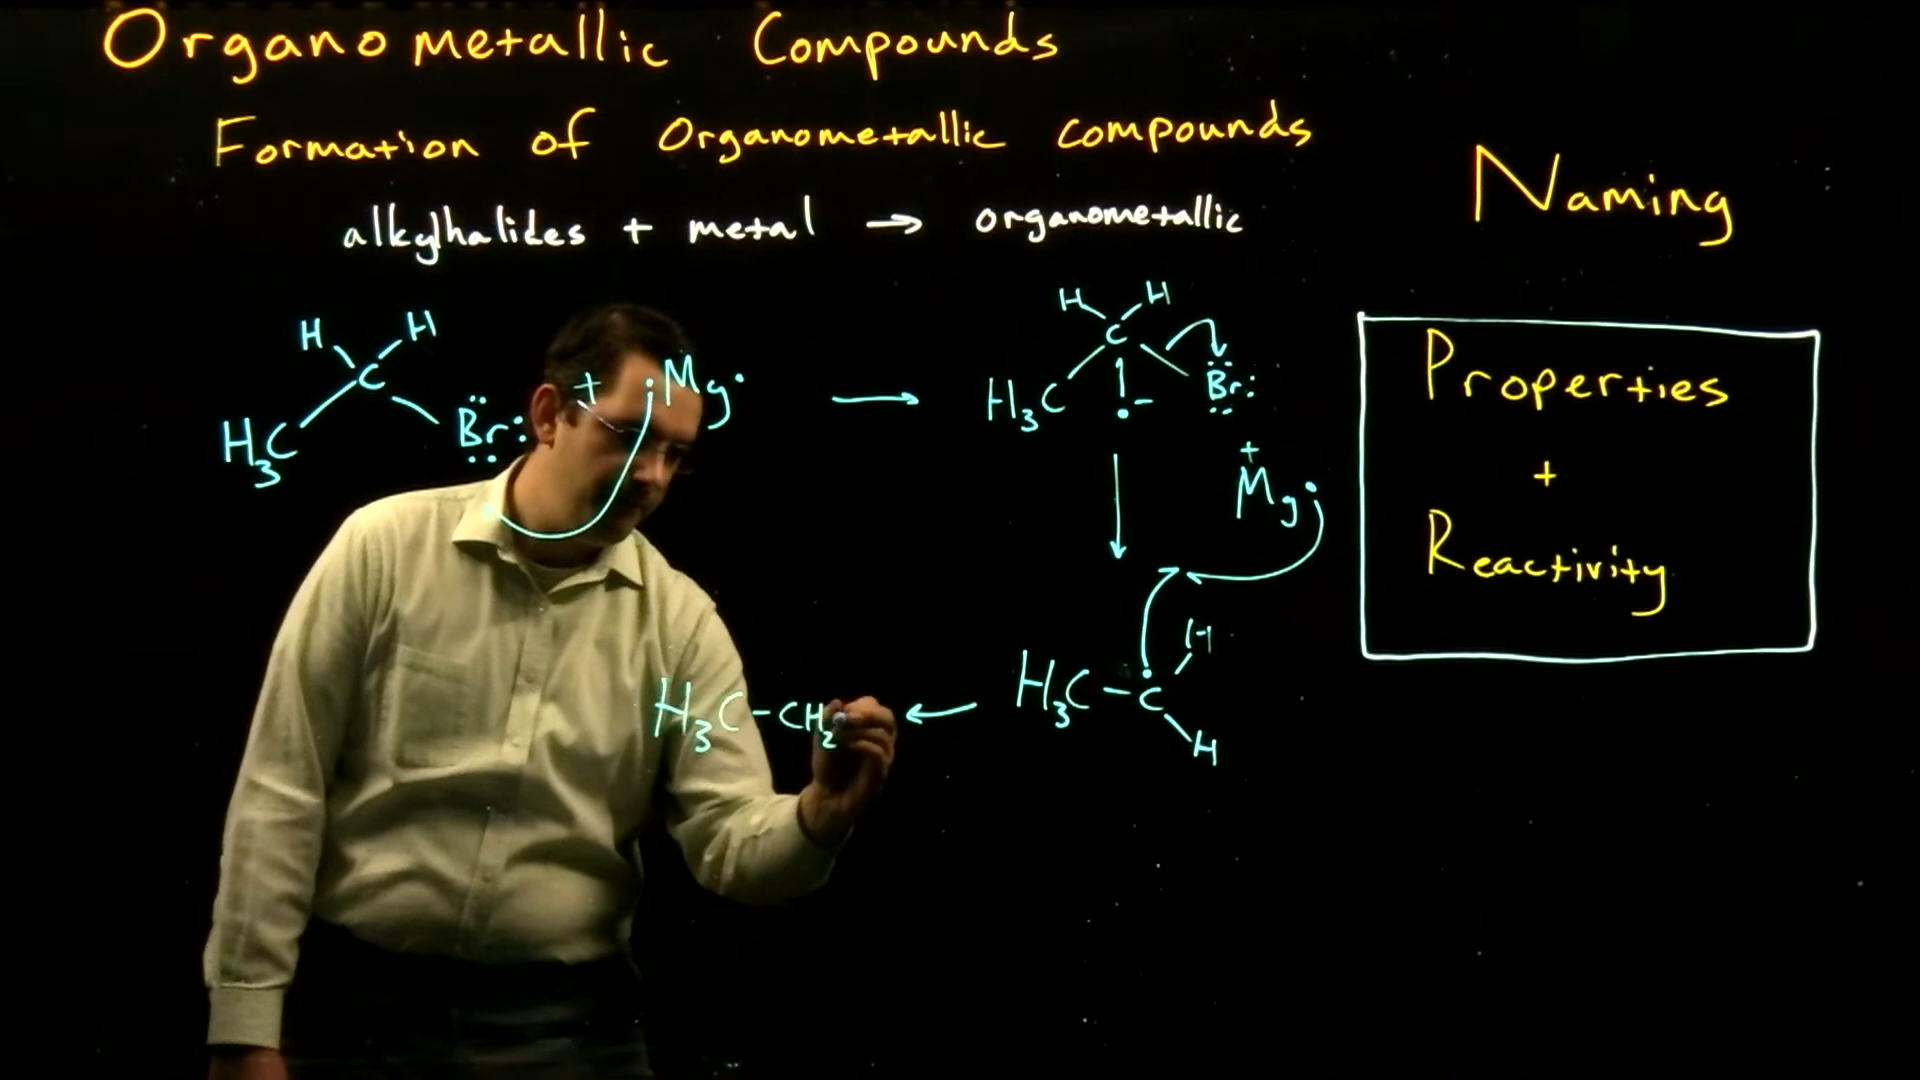 Organometallic Compounds
Formation of Organometallic compounds
Naming
alkylhalides + metal → organometallic
H H
C
H3C
Br
+ Mg
→
H H
C
H3C
Br
+
Mg
Properties
+
Reactivity
H
H3C-C
H
←
H3C-CH2